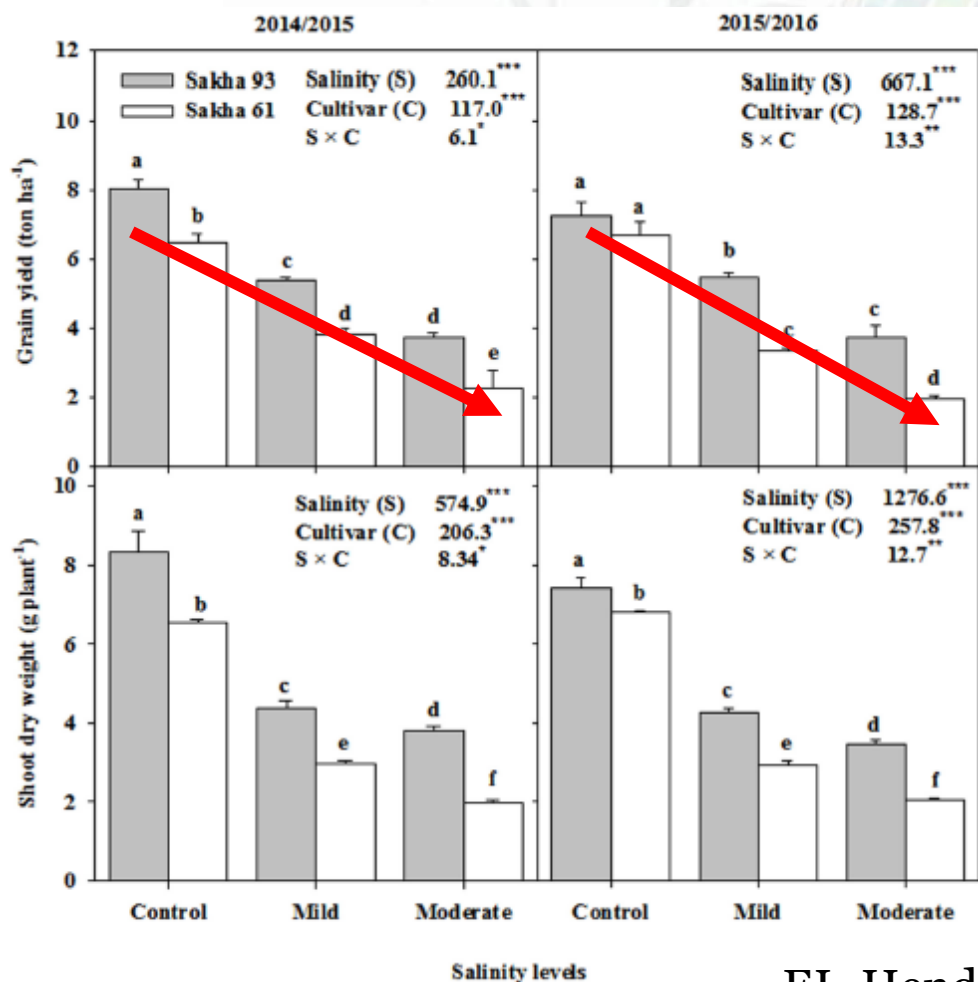 2014/2015
2015/2016
Grain yield (ton ha⁻¹)
12
10
8
6
4
2
0
Sakha 93
Sakha 61
Salinity (S) 260.1***
Cultivar (C) 117.0***
S × C 6.1*
a
b
c
d
d
e
Salinity (S) 667.1***
Cultivar (C) 128.7***
S × C 13.3**
a
a
b
c
c
d
Shoot dry weight (g plant⁻¹)
10
8
6
4
2
0
Salinity (S) 574.9***
Cultivar (C) 206.3***
S × C 8.34*
a
b
c
e
d
f
Salinity (S) 1276.6***
Cultivar (C) 257.8***
S × C 12.7**
a
b
c
e
d
f
Control Mild Moderate Control Mild Moderate
Salinity levels